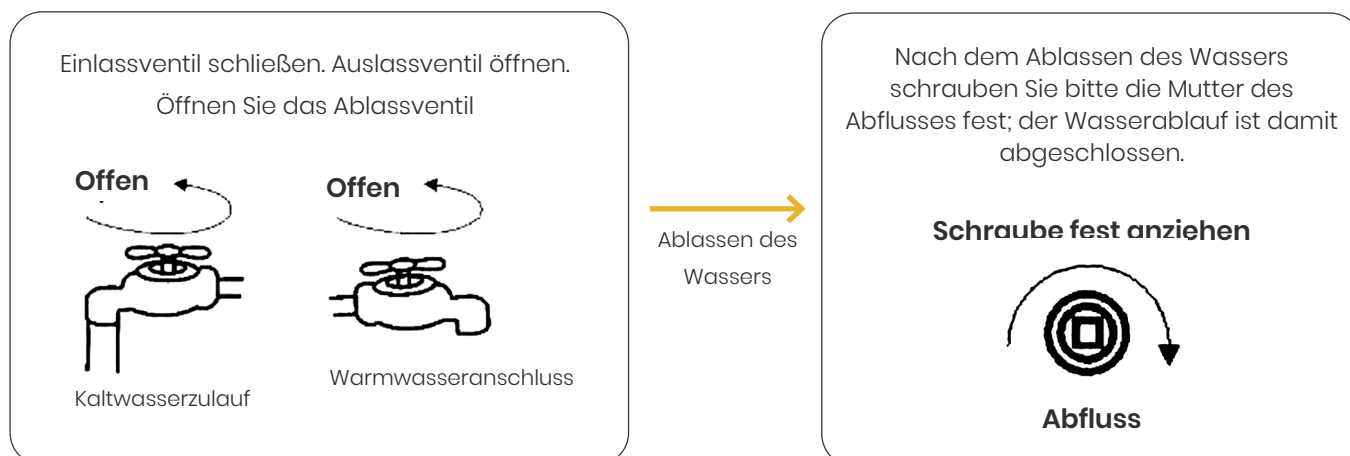 Einlassventil schließen. Auslassventil öffnen.
Öffnen Sie das Ablassventil
Offen
Offen
Kaltwasserzulauf
Warmwasseranschluss
Ablassen des
Wassers
Nach dem Ablassen des Wassers
schrauben Sie bitte die Mutter des
Abflusses fest; der Wasserablauf ist damit
abgeschlossen.
Schraube fest anziehen
Abfluss